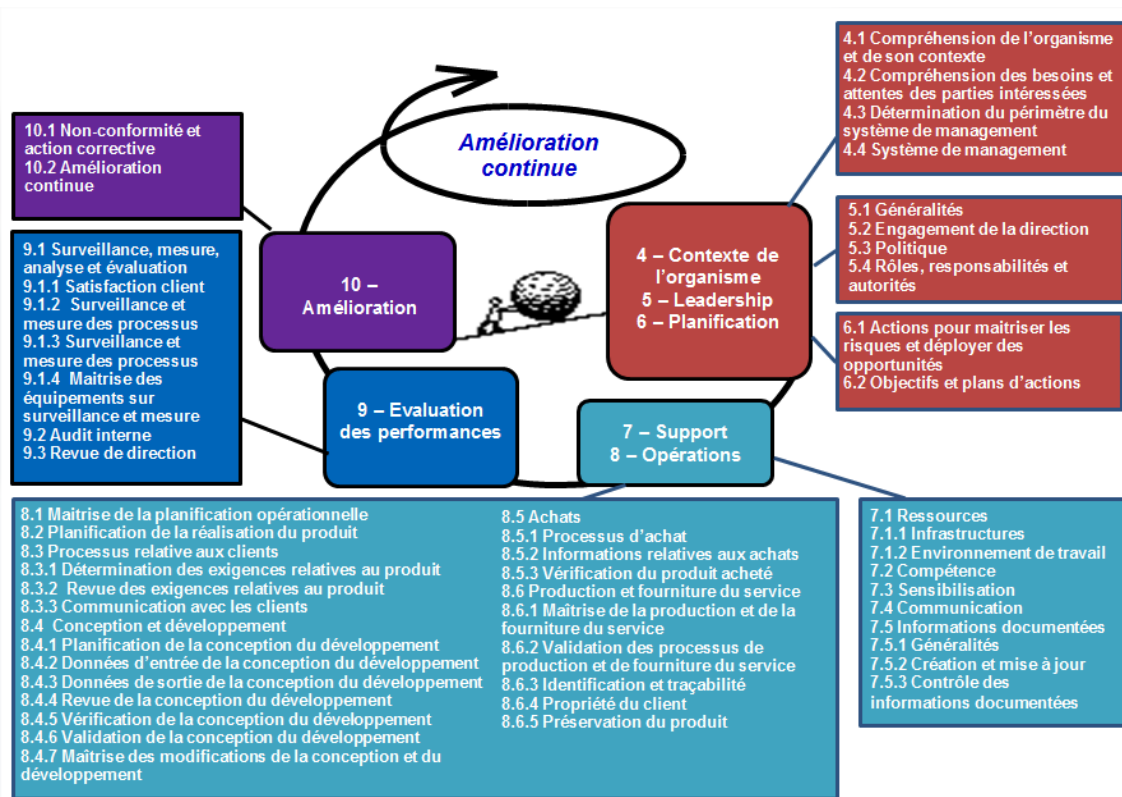 Amélioration
continue
4.1 Compréhension de l'organisme
et de son contexte
4.2 Compréhension des besoins et
attentes des parties intéressées
4.3 Détermination du périmètre du
système de management
4.4 Système de management
10.1 Non-conformité et
action corrective
10.2 Amélioration
continue
5.1 Généralités
5.2 Engagement de la direction
5.3 Politique
5.4 Rôles, responsabilités et
autorités
9.1 Surveillance, mesure,
analyse et évaluation
9.1.1 Satisfaction client
9.1.2 Surveillance et
mesure des processus
9.1.3 Surveillance et
mesure des processus
9.1.4 Maitrise des
équipements sur
surveillance et mesure
9.2 Audit interne
9.3 Revue de direction
10 –
Amélioration
4 – Contexte de
l'organisme
5 – Leadership
6 – Planification
6.1 Actions pour maitriser les
risques et déployer des
opportunités
6.2 Objectifs et plans d'actions
9 – Evaluation
des performances
7 – Support
8 – Opérations
8.1 Maitrise de la planification opérationnelle
8.2 Planification de la réalisation du produit
8.3 Processus relative aux clients
8.3.1 Détermination des exigences relatives au produit
8.3.2 Revue des exigences relatives au produit
8.3.3 Communication avec les clients
8.4 Conception et développement
8.4.1 Planification de la conception du développement
8.4.2 Données d'entrée de la conception du développement
8.4.3 Données de sortie de la conception du développement
8.4.4 Revue de la conception du développement
8.4.5 Vérification de la conception du développement
8.4.6 Validation de la conception du développement
8.4.7 Maîtrise des modifications de la conception et du
développement
8.5 Achats
8.5.1 Processus d'achat
8.5.2 Informations relatives aux achats
8.5.3 Vérification du produit acheté
8.6 Production et fourniture du service
8.6.1 Maîtrise de la production et de la
fourniture du service
8.6.2 Validation des processus de
production et de fourniture du service
8.6.3 Identification et traçabilité
8.6.4 Propriété du client
8.6.5 Préservation du produit
7.1 Ressources
7.1.1 Infrastructures
7.1.2 Environnement de travail
7.2 Compétence
7.3 Sensibilisation
7.4 Communication
7.5 Informations documentées
7.5.1 Généralités
7.5.2 Création et mise à jour
7.5.3 Contrôle des
informations documentées